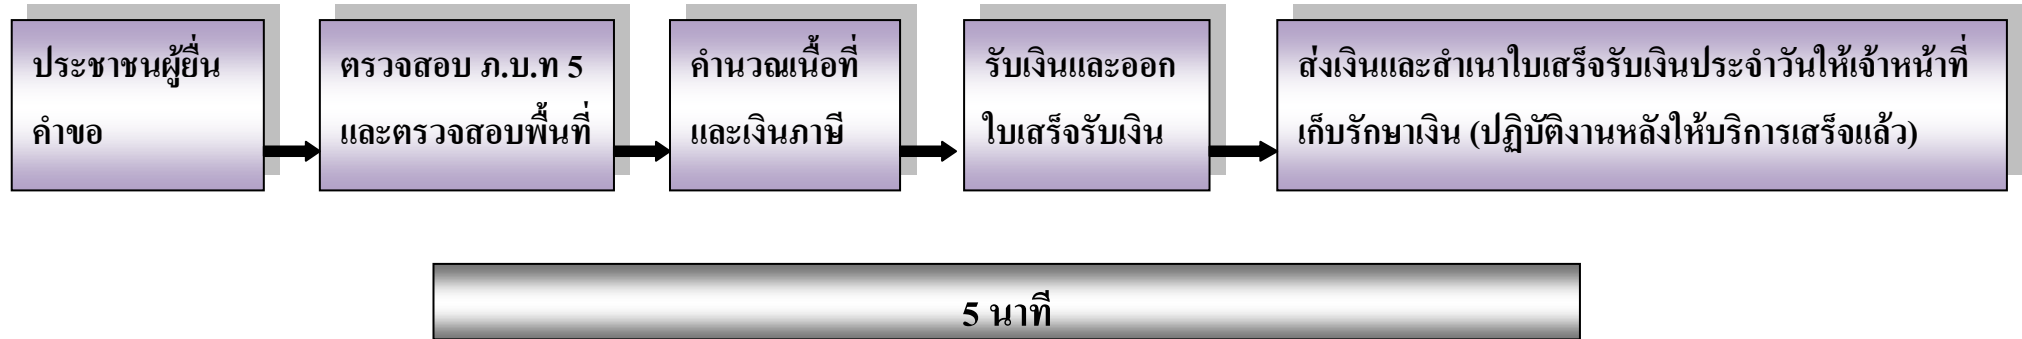 ประชาชนผู้ยื่น
คำขอ
ตรวจสอบ ภ.บ.ท 5
และตรวจสอบพื้นที่
คำนวณเนื้อที่
และเงินภาษี
รับเงินและออก
ใบเสร็จรับเงิน
ส่งเงินและสำเนาใบเสร็จรับเงินประจำวันให้เจ้าหน้าที่
เก็บรักษาเงิน (ปฏิบัติงานหลังให้บริการเสร็จแล้ว)
5 นาที